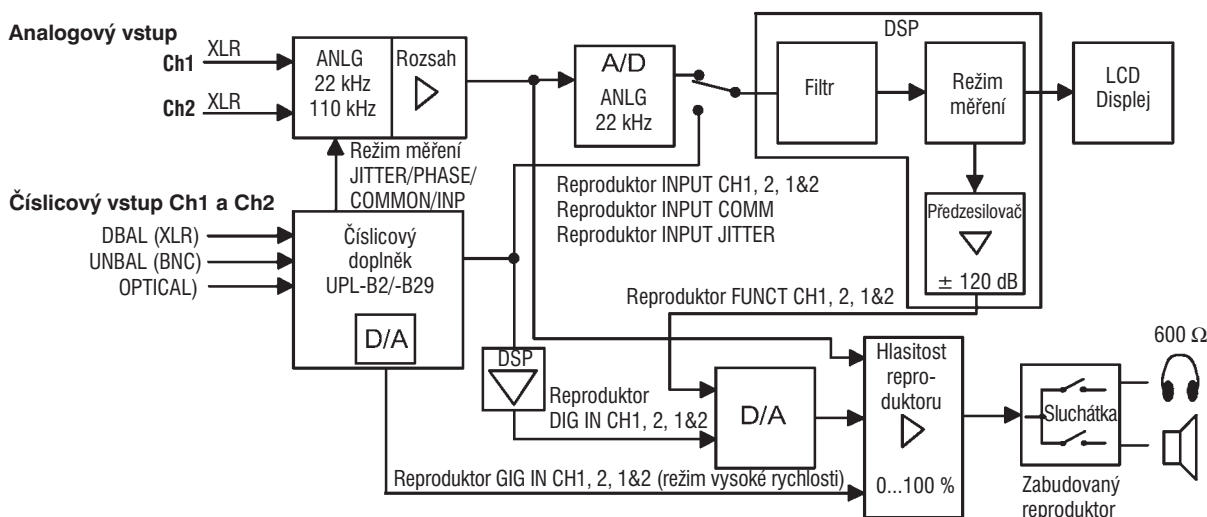 Analogový vstup
Ch1
XLR
Ch2
XLR
ANLG
22 kHz
110 kHz
Rozsah
A/D
ANLG
22 kHz
DSP
Filtr
Režim
měření
LCD
Displej
Režim měření
JITTER/PHASE/
COMMON/INP
Číslicový vstup Ch1 a Ch2
DBAL (XLR)
UNBAL (BNC)
OPTICAL)
Číslicový
doplněk
UPL-B2/-B29
D/A
Reproduktor INPUT CH1, 2, 1&2
Reproduktor INPUT COMM
Reproduktor INPUT JITTER
Předzesilovač
± 120 dB
Reproduktor FUNCT CH1, 2, 1&2
DSP
Reproduktor
DIG IN CH1, 2, 1&2
D/A
Hlasitost
repro-
duktoru
0...100 %
Sluchátka
600 Ω
Zabudovaný
reproduktor
Reproduktor GIG IN CH1, 2, 1&2 (režim vysoké rychlosti)